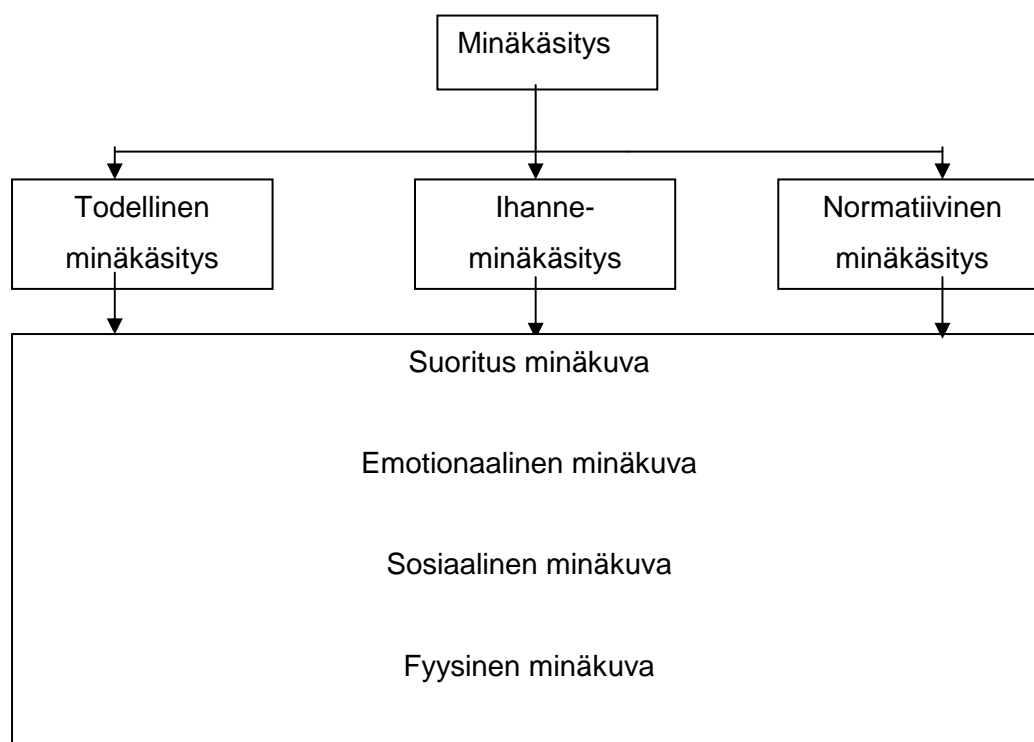 Minäkäsitys
Todellinen
minäkäsitys
Ihanne-
minäkäsitys
Normatiivinen
minäkäsitys
Suoritus minäkuva
Emotionaalinen minäkuva
Sosiaalinen minäkuva
Fyysinen minäkuva